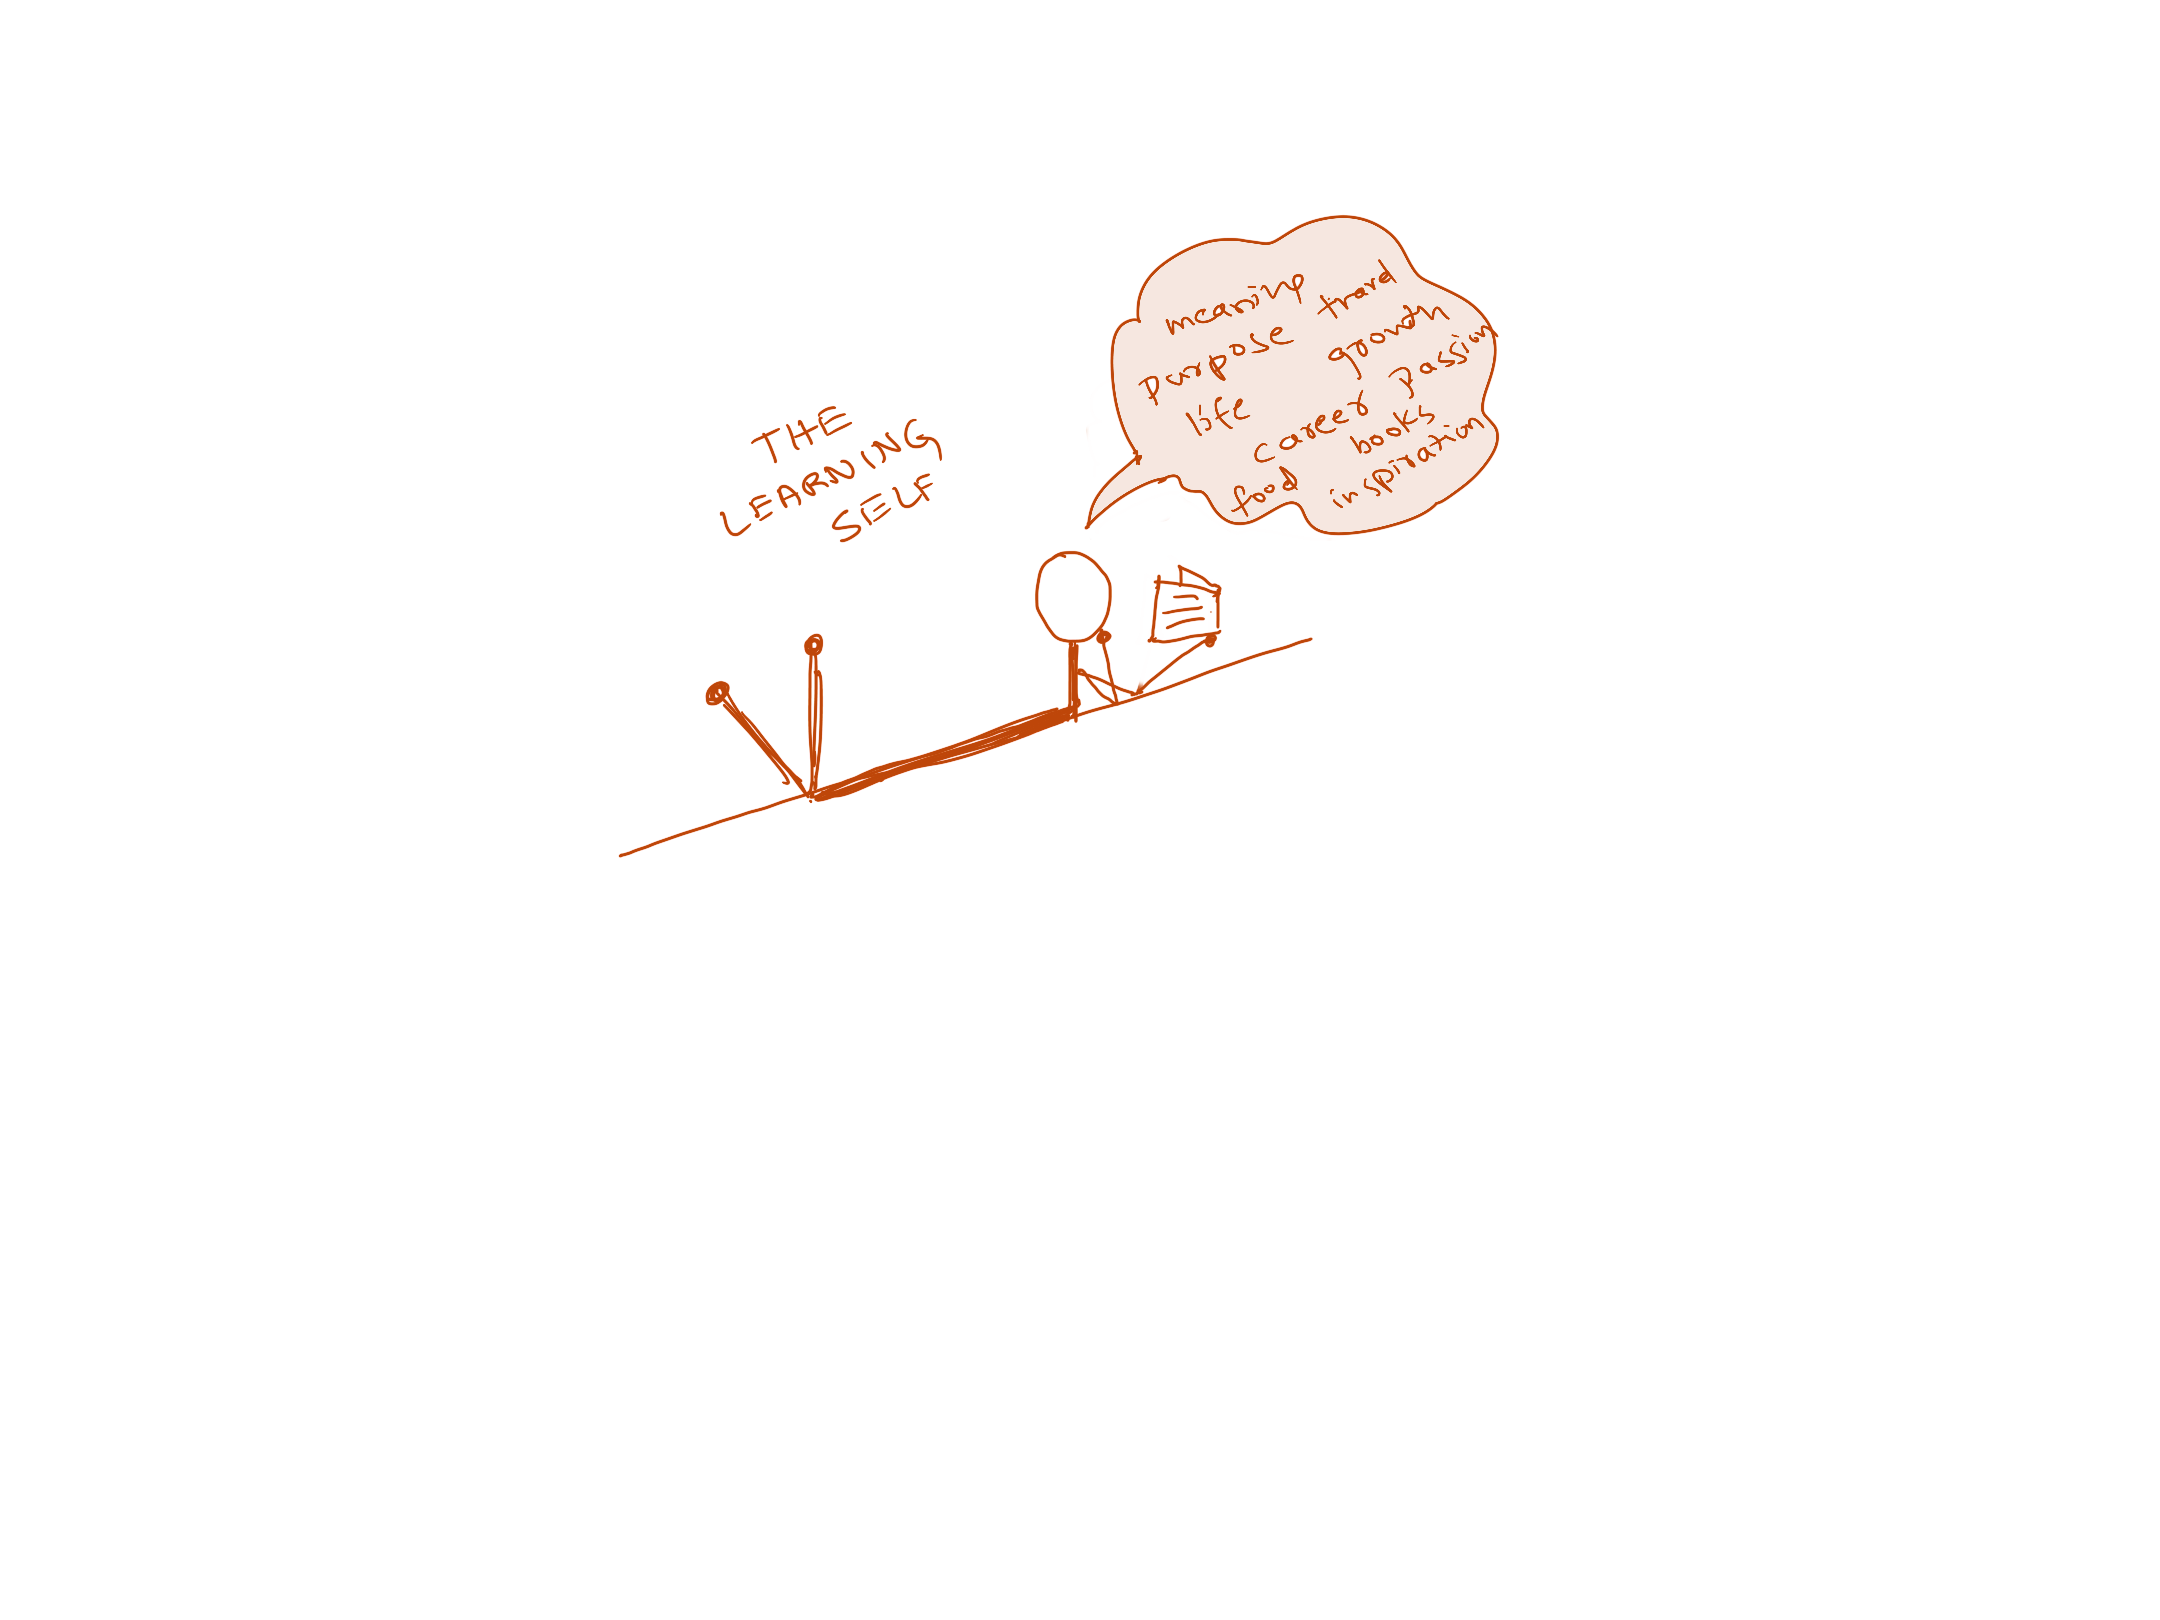 THE
LEARNING
SELF
meaning travel
purpose growth
life passion
career
books
food inspiration